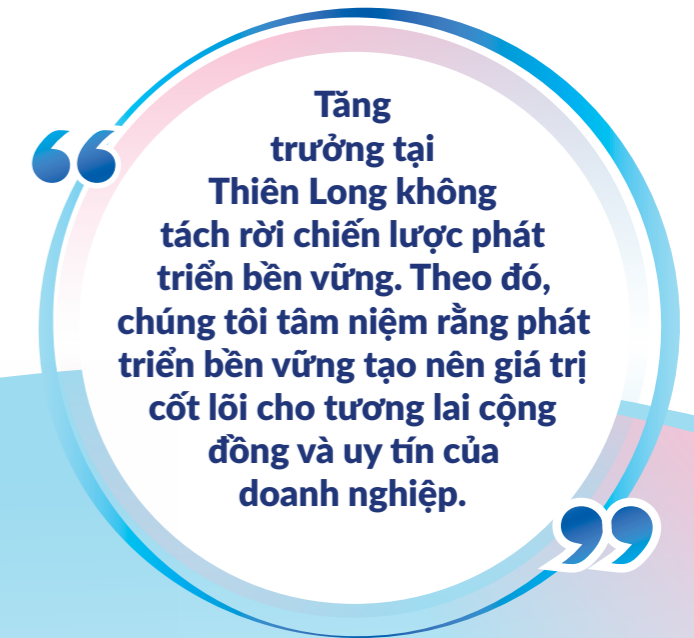 “
Tăng
trưởng tại
Thiên Long không
tách rời chiến lược phát
triển bền vững. Theo đó,
chúng tôi tâm niệm rằng phát
triển bền vững tạo nên giá trị
cốt lõi cho tương lai cộng
đồng và uy tín của
doanh nghiệp.
”